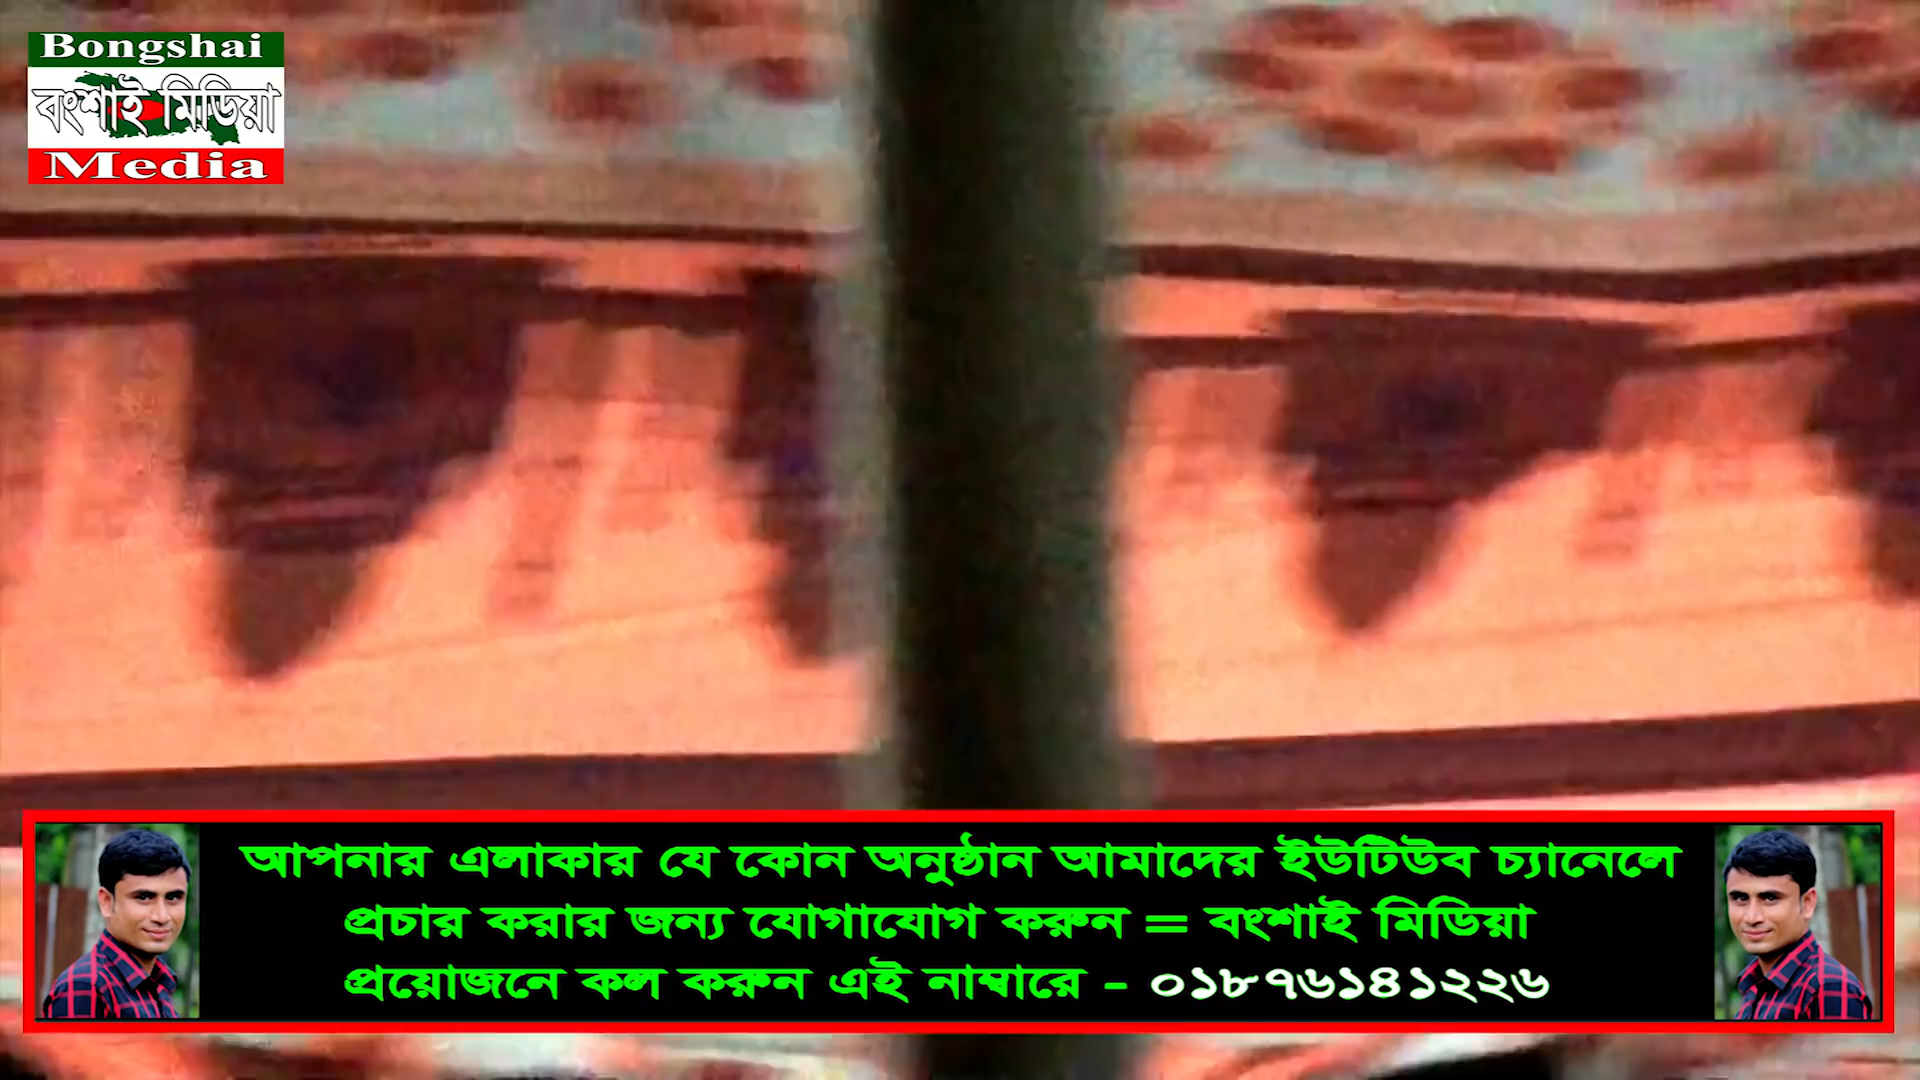 Bongshai
বংশাই মিডিয়া
Media
আপনার এলাকার যে কোন অনুষ্ঠান আমাদের ইউটিউব চ্যানেলে
প্রচার করার জন্য যোগাযোগ করুন = বংশাই মিডিয়া
প্রয়োজনে কল করুন এই নাম্বারে - ০১৮৭৬১৪১২২৬